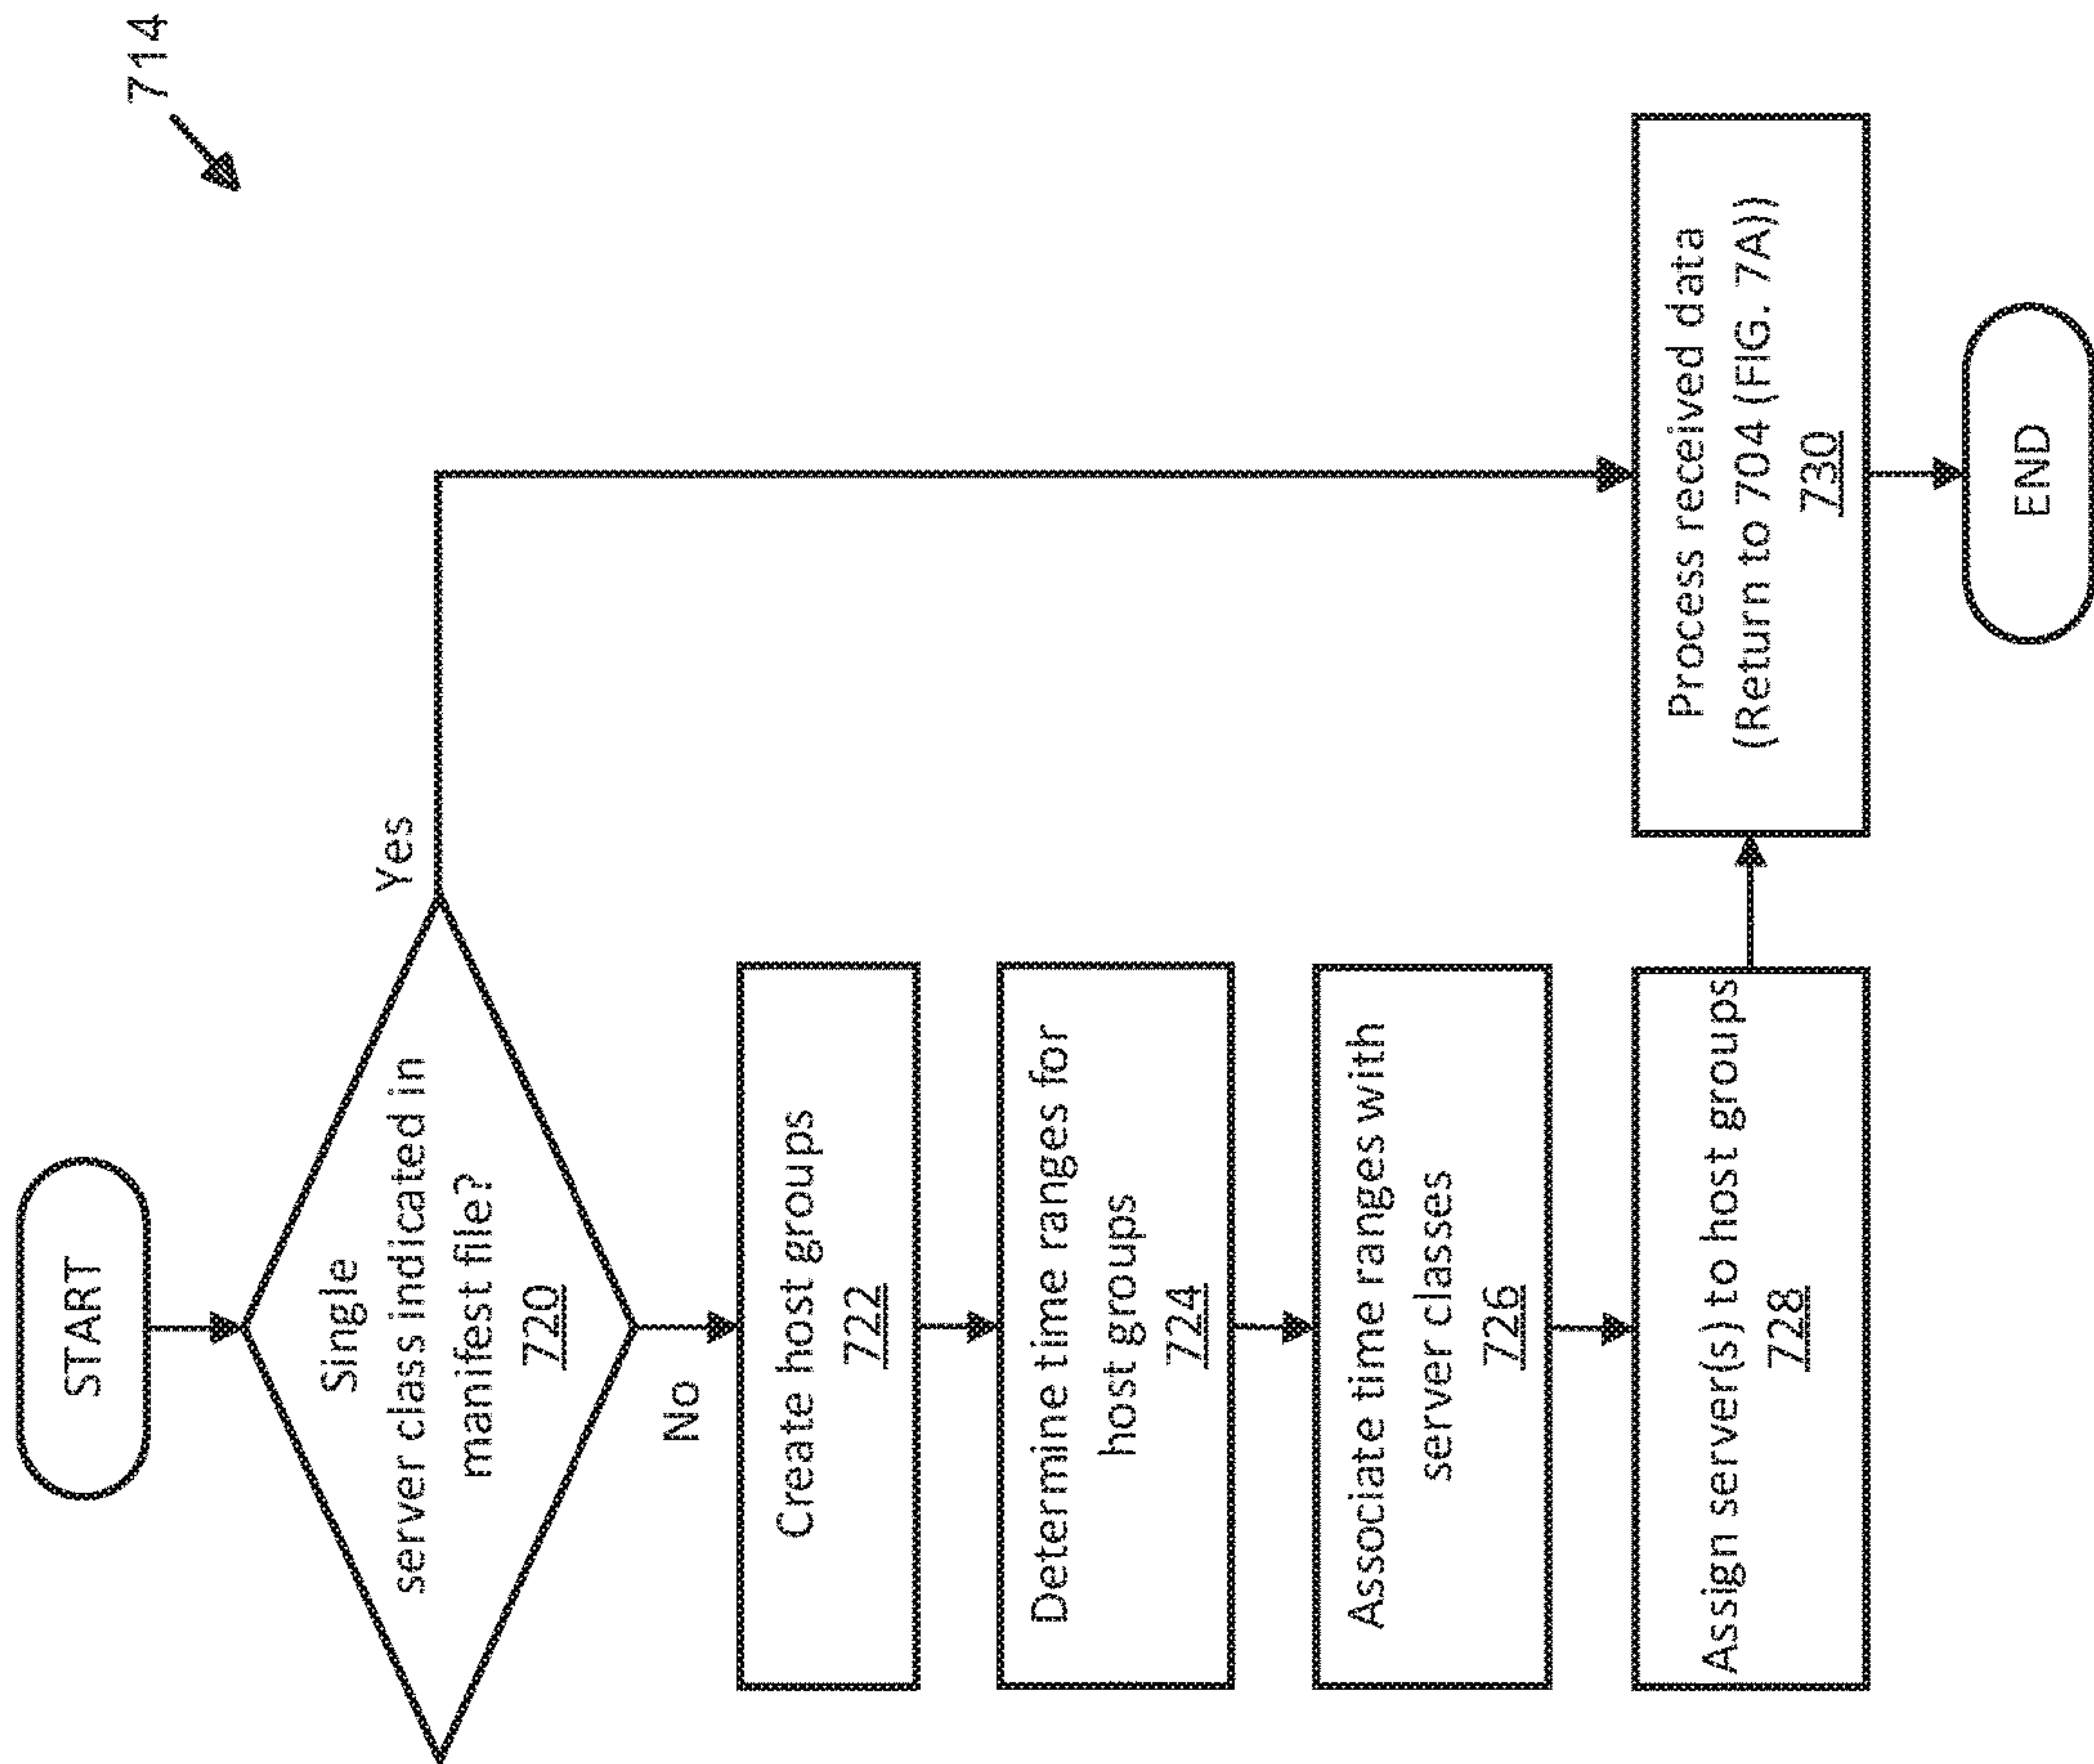 714
START
Single
server class indicated in
manifest file?
720
Yes
No
Create host groups
722
Determine time ranges for
host groups
724
Associate time ranges with
server classes
726
Assign server(s) to host groups
728
Process received data
(Return to 704 (FIG. 7A))
730
END